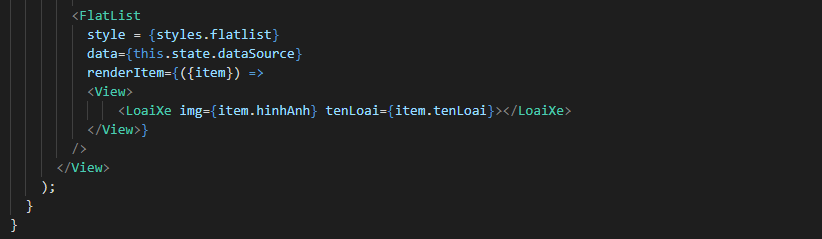 <FlatList
style = {styles.flatlist}
data={this.state.dataSource}
renderItem={({item}) =>
<View>
<LoaiXe img={item.hinhAnh} tenLoai={item.tenLoai}></LoaiXe>
</View>}
/>
</View>
);
}
}